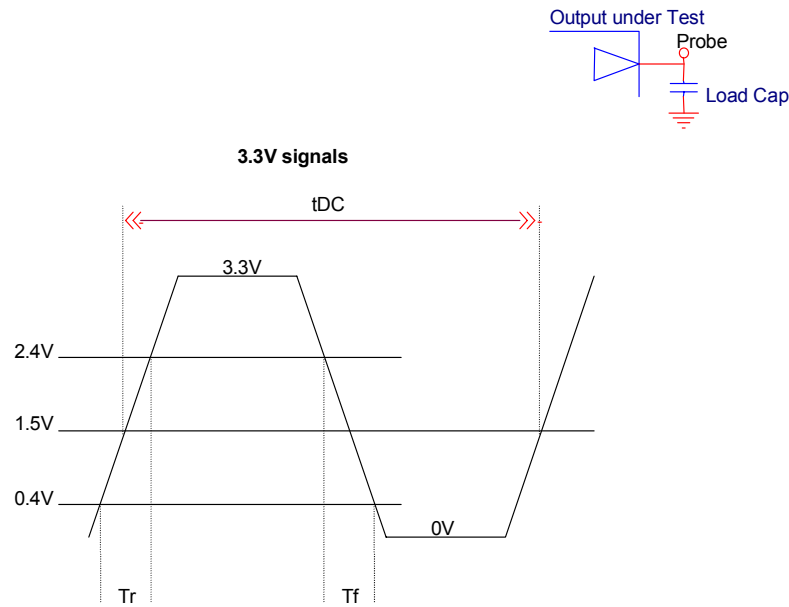 Output under Test
Probe
Load Cap
3.3V signals
tDC
3.3V
2.4V
1.5V
0.4V
0V
Tr
Tf